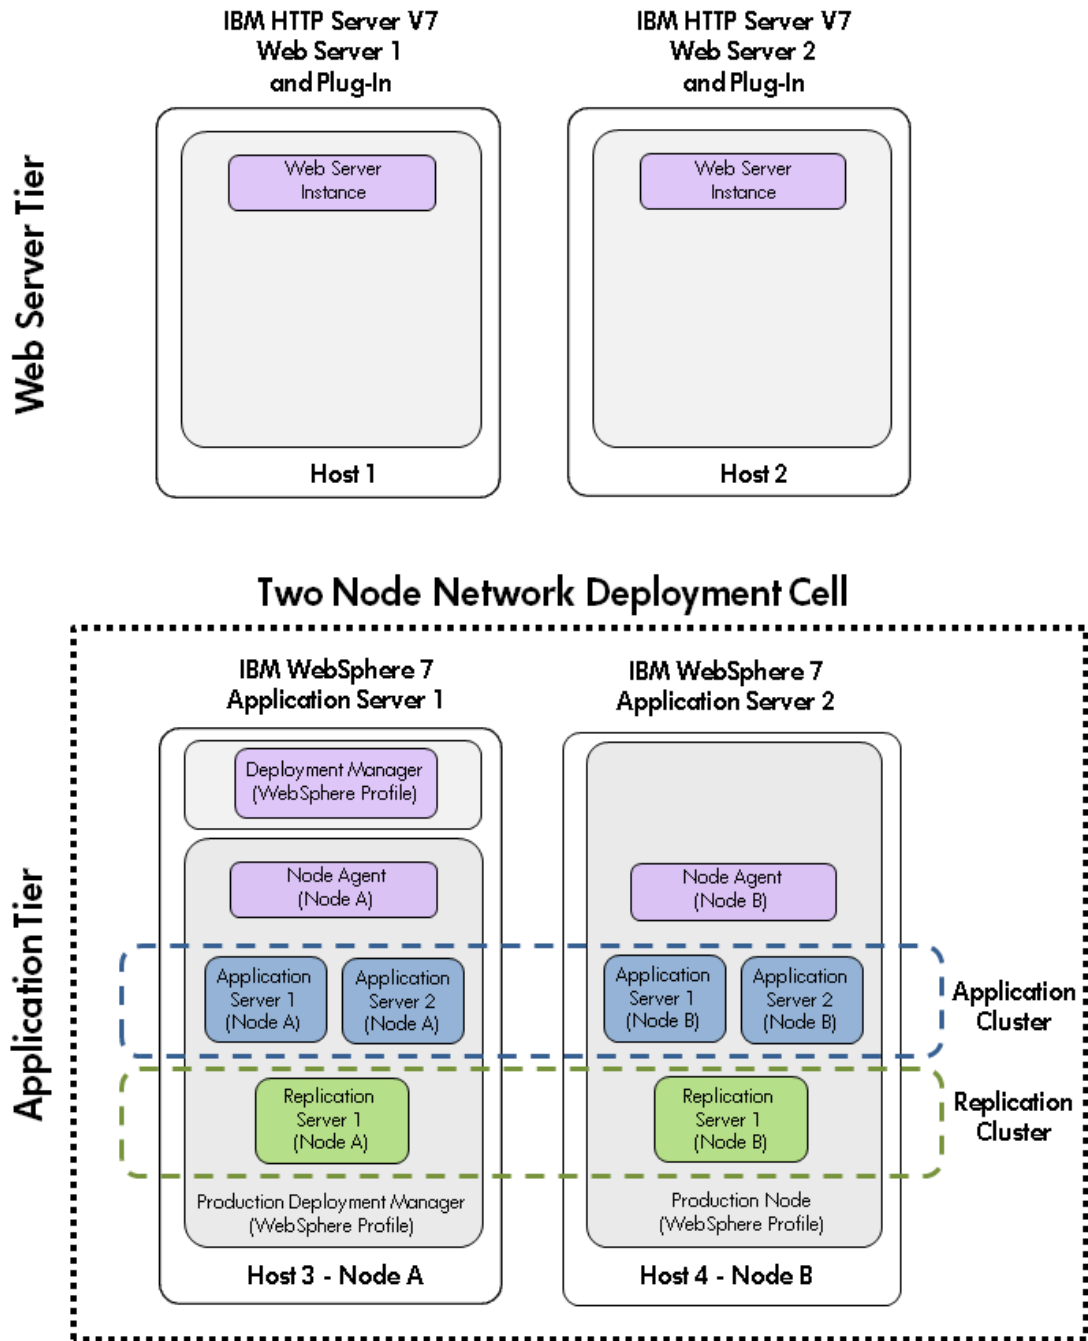 IBM HTTP Server V7
Web Server 1
and Plug-In
IBM HTTP Server V7
Web Server 2
and Plug-In
Web Server Tier
Web Server
Instance
Web Server
Instance
Host 1
Host 2
Two Node Network Deployment Cell
IBM WebSphere 7
Application Server 1
IBM WebSphere 7
Application Server 2
Application Tier
Deployment Manager
(WebSphere Profile)
Node Agent
(Node A)
Node Agent
(Node B)
Application
Server 1
(Node A)
Application
Server 2
(Node A)
Application
Server 1
(Node B)
Application
Server 2
(Node B)
Application
Cluster
Replication
Server 1
(Node A)
Replication
Server 1
(Node B)
Replication
Cluster
Production Deployment Manager
(WebSphere Profile)
Production Node
(WebSphere Profile)
Host 3 - Node A
Host 4 - Node B